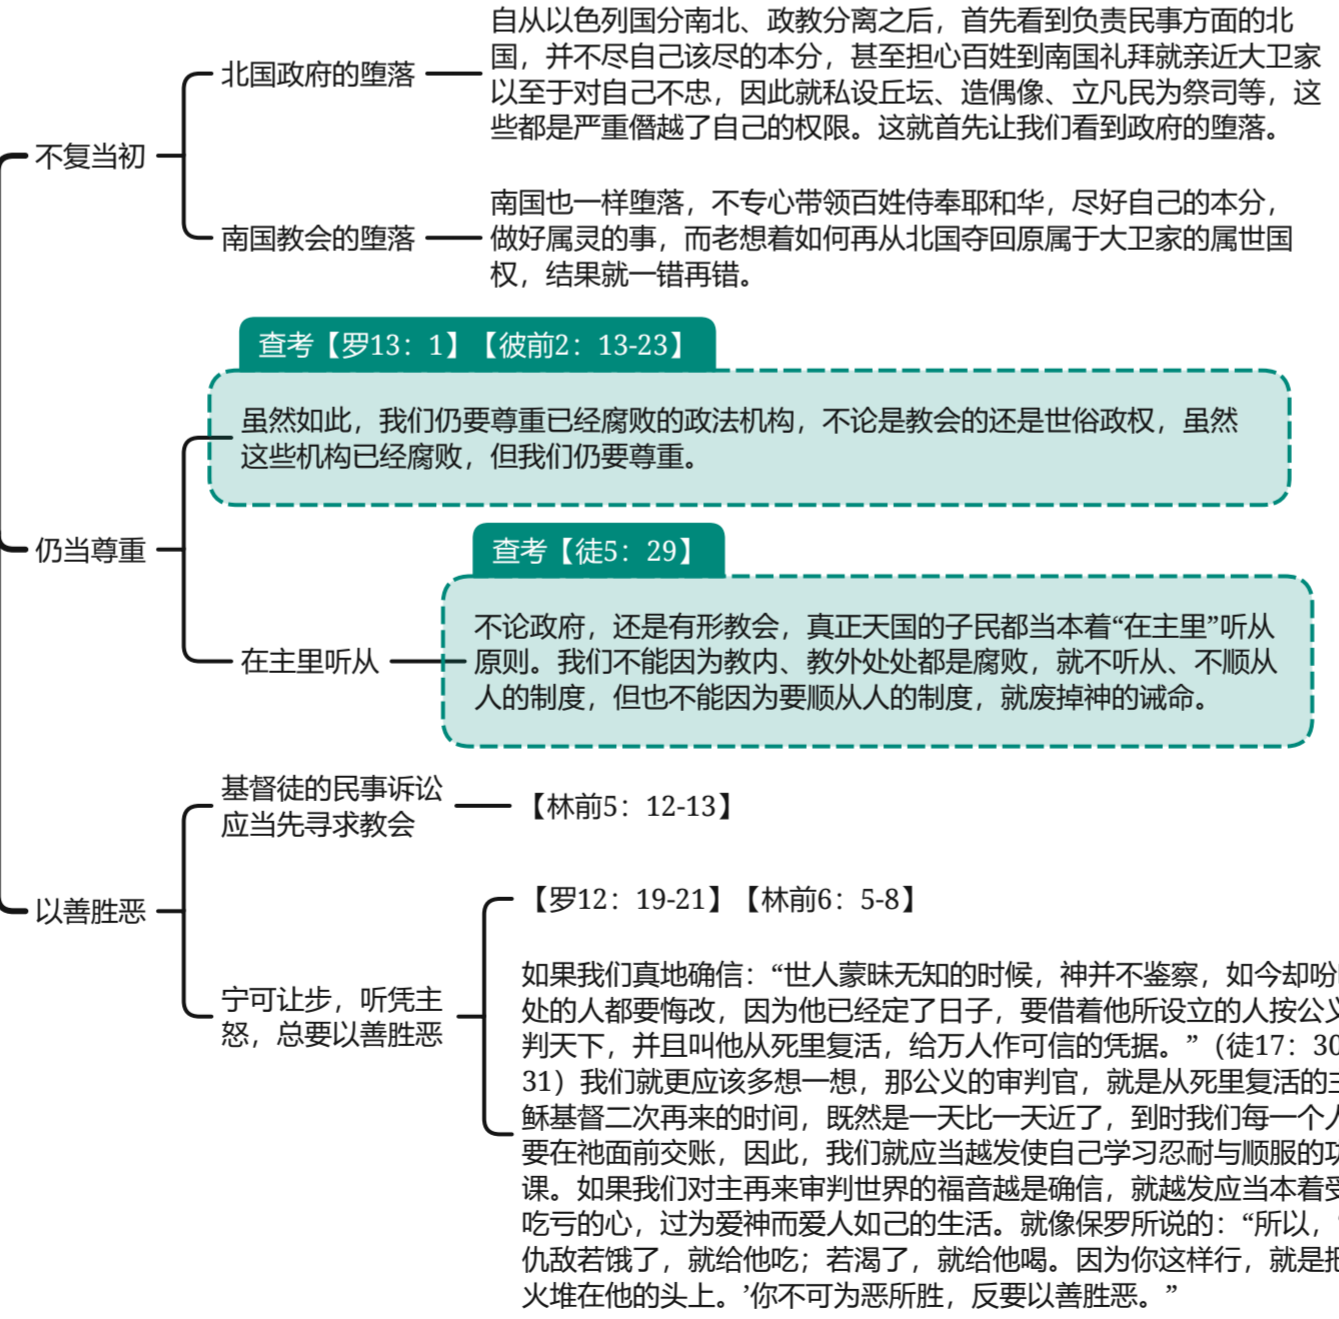 不复当初
北国政府的堕落
自从以色列国分南北、政教分离之后，首先看到负责民事方面的北
国，并不尽自己该尽的本分，甚至担心百姓到南国礼拜就亲近大卫家
以至于对自己不忠，因此就私设丘坛、造偶像、立凡民为祭司等，这
些都是严重僭越了自己的权限。这就首先让我们看到政府的堕落。
南国教会的堕落
南国也一样堕落，不专心带领百姓侍奉耶和华，尽好自己的本分，
做好属灵的事，而老想着如何再从北国夺回原属于大卫家的属世国
权，结果就一错再错。
仍当尊重
查考【罗13：1】【彼前2：13-23】
虽然如此，我们仍要尊重已经腐败的政法机构，不论是教会的还是世俗政权，虽然
这些机构已经腐败，但我们仍要尊重。
在主里听从
查考【徒5：29】
不论政府，还是有形教会，真正天国的子民都当本着“在主里”听从
原则。我们不能因为教内、教外处处都是腐败，就不听从、不顺从
人的制度，但也不能因为要顺从人的制度，就废掉神的诫命。
以善胜恶
基督徒的民事诉讼
应当先寻求教会
【林前5：12-13】
宁可让步，听凭主
怒，总要以善胜恶
【罗12：19-21】【林前6：5-8】
如果我们真地确信：“世人蒙昧无知的时候，神并不鉴察，如今却吩
处的人都要悔改，因为他已经定了日子，要借着他所设立的人按公义
判天下，并且叫他从死里复活，给万人作可信的凭据。”（徒17：30
31）我们就更应该多想一想，那公义的审判官，就是从死里复活的主
稣基督二次再来的时间，既然是一天比一天近了，到时我们每一个人
要在祂面前交账，因此，我们就应当越发使自己学习忍耐与顺服的功
课。如果我们对主再来审判世界的福音越是确信，就越发应当本着受
吃亏的心，过为爱神而爱人如己的生活。就像保罗所说的：“所以，‘
仇敌若饿了，就给他吃；若渴了，就给他喝。因为你这样行，就是把
火堆在他的头上。’你不可为恶所胜，反要以善胜恶。”